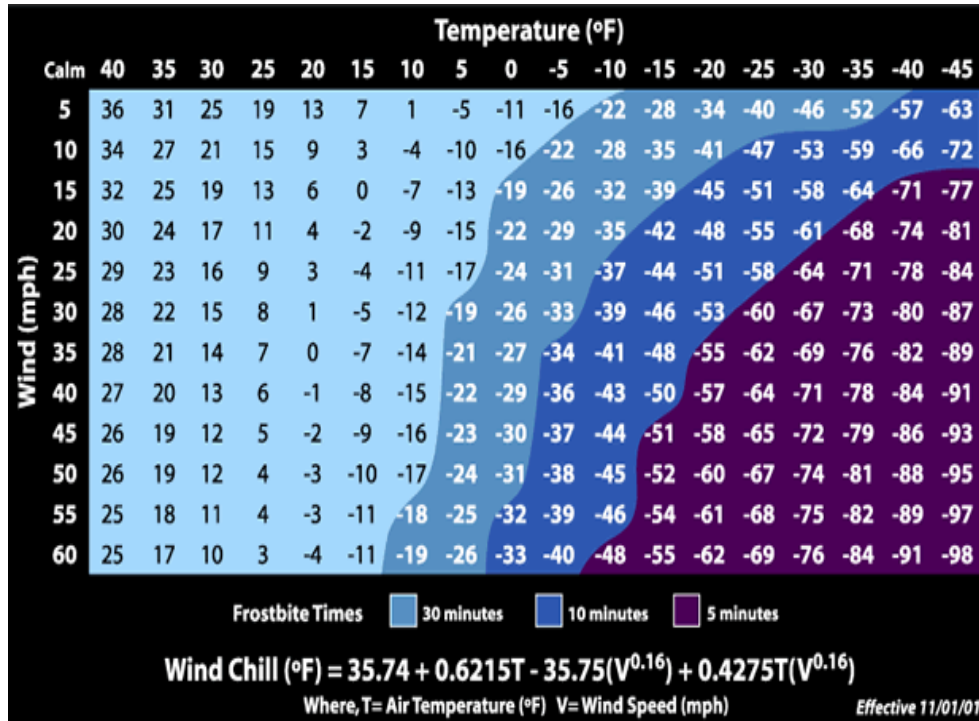 Temperature (ºF)
Calm 40 35 30 25 20 15 10 5 0 -5 -10 -15 -20 -25 -30 -35 -40 -45
5 36 31 25 19 13 7 1 -5 -11 -16 -22 -28 -34 -40 -46 -52 -57 -63
10 34 27 21 15 9 3 -4 -10 -16 -22 -28 -35 -41 -47 -53 -59 -66 -72
15 32 25 19 13 6 0 -7 -13 -19 -26 -32 -39 -45 -51 -58 -64 -71 -77
20 30 24 17 11 4 -2 -9 -15 -22 -29 -35 -42 -48 -55 -61 -68 -74 -81
25 29 23 16 9 3 -4 -11 -17 -24 -31 -37 -44 -51 -58 -64 -71 -78 -84
30 28 22 15 8 1 -5 -12 -19 -26 -33 -39 -46 -53 -60 -67 -73 -80 -87
35 28 21 14 7 0 -7 -14 -21 -27 -34 -41 -48 -55 -62 -69 -76 -82 -89
40 27 20 13 6 -1 -8 -15 -22 -29 -36 -43 -50 -57 -64 -71 -78 -84 -91
45 26 19 12 5 -2 -9 -16 -23 -30 -37 -44 -51 -58 -65 -72 -79 -86 -93
50 26 19 12 4 -3 -10 -17 -24 -31 -38 -45 -52 -60 -67 -74 -81 -88 -95
55 25 18 11 4 -3 -11 -18 -25 -32 -39 -46 -54 -61 -68 -75 -82 -89 -97
60 25 17 10 3 -4 -11 -19 -26 -33 -40 -48 -55 -62 -69 -76 -84 -91 -98
Wind (mph)
Frostbite Times 30 minutes 10 minutes 5 minutes
Wind Chill (ºF) = 35.74 + 0.6215T - 35.75(V^0.16) + 0.4275T(V^0.16)
Where, T= Air Temperature (ºF) V= Wind Speed (mph)
Effective 11/01/0